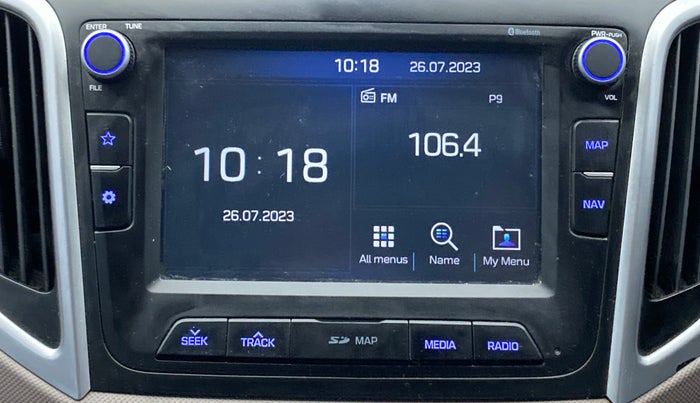 ENTER TUNE
FILE
Bluetooth
PWR-PUSH
VOL
10:18 26.07.2023
FM P9
106.4
10:18
26.07.2023
All menus Name My Menu
MAP
NAV
SEEK TRACK SD MAP MEDIA RADIO